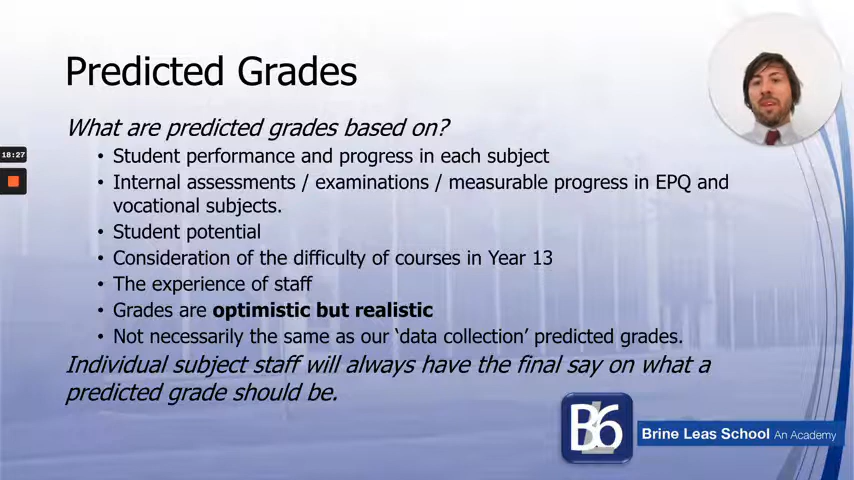 Predicted Grades
What are predicted grades based on?
• Student performance and progress in each subject
18:27
• Internal assessments / examinations / measurable progress in EPQ and
vocational subjects.
• Student potential
• Consideration of the difficulty of courses in Year 13
• The experience of staff
• Grades are optimistic but realistic
• Not necessarily the same as our ‘data collection’ predicted grades.
Individual subject staff will always have the final say on what a
predicted grade should be.
BL6
Brine Leas School An Academy